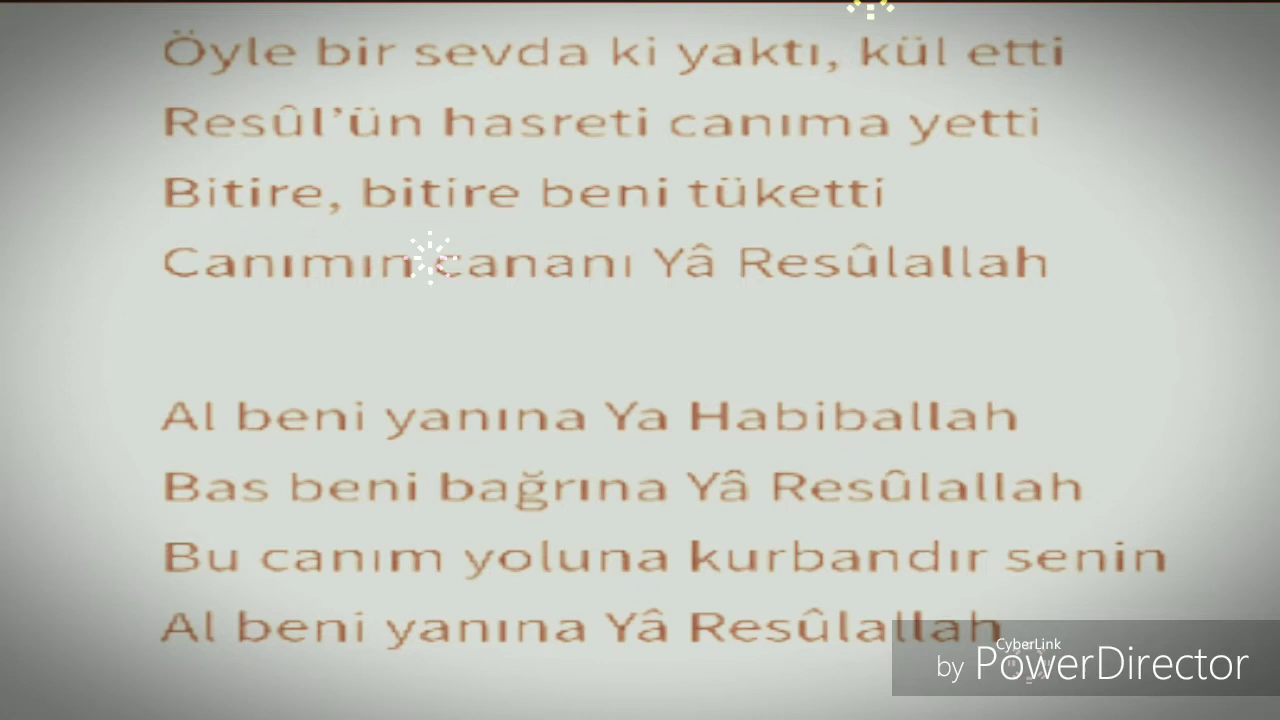 Öyle bir sevda ki yaktı, kül etti
Resûl’ün hasreti canıma yetti
Bitire, bitire beni tüketti
Canımın cananı Yâ Resûlallah
Al beni yanına Ya Habiballah
Bas beni bağrına Yâ Resûlallah
Bu canım yoluna kurbandır senin
Al beni yanına Yâ Resûlallah
CyberLink
by PowerDirector